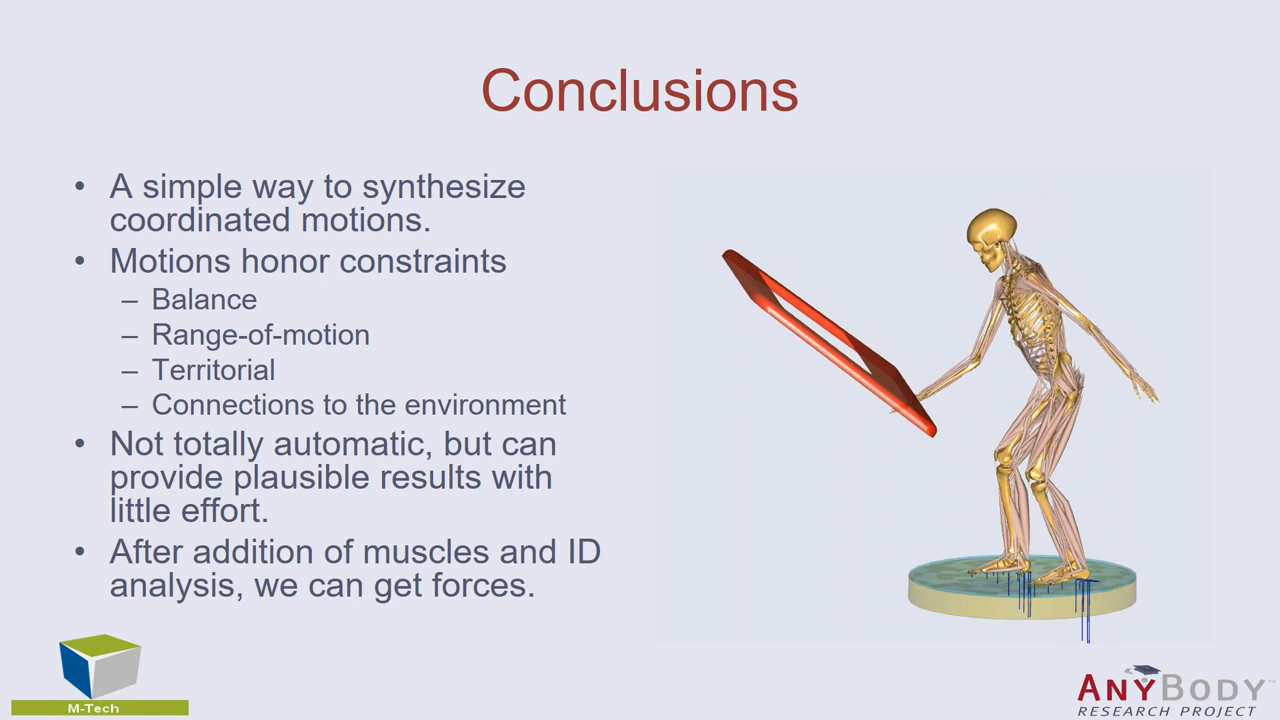 Conclusions
• A simple way to synthesize
coordinated motions.
• Motions honor constraints
– Balance
– Range-of-motion
– Territorial
– Connections to the environment
• Not totally automatic, but can
provide plausible results with
little effort.
• After addition of muscles and ID
analysis, we can get forces.
M-Tech
ANYBODY™
RESEARCH PROJECT